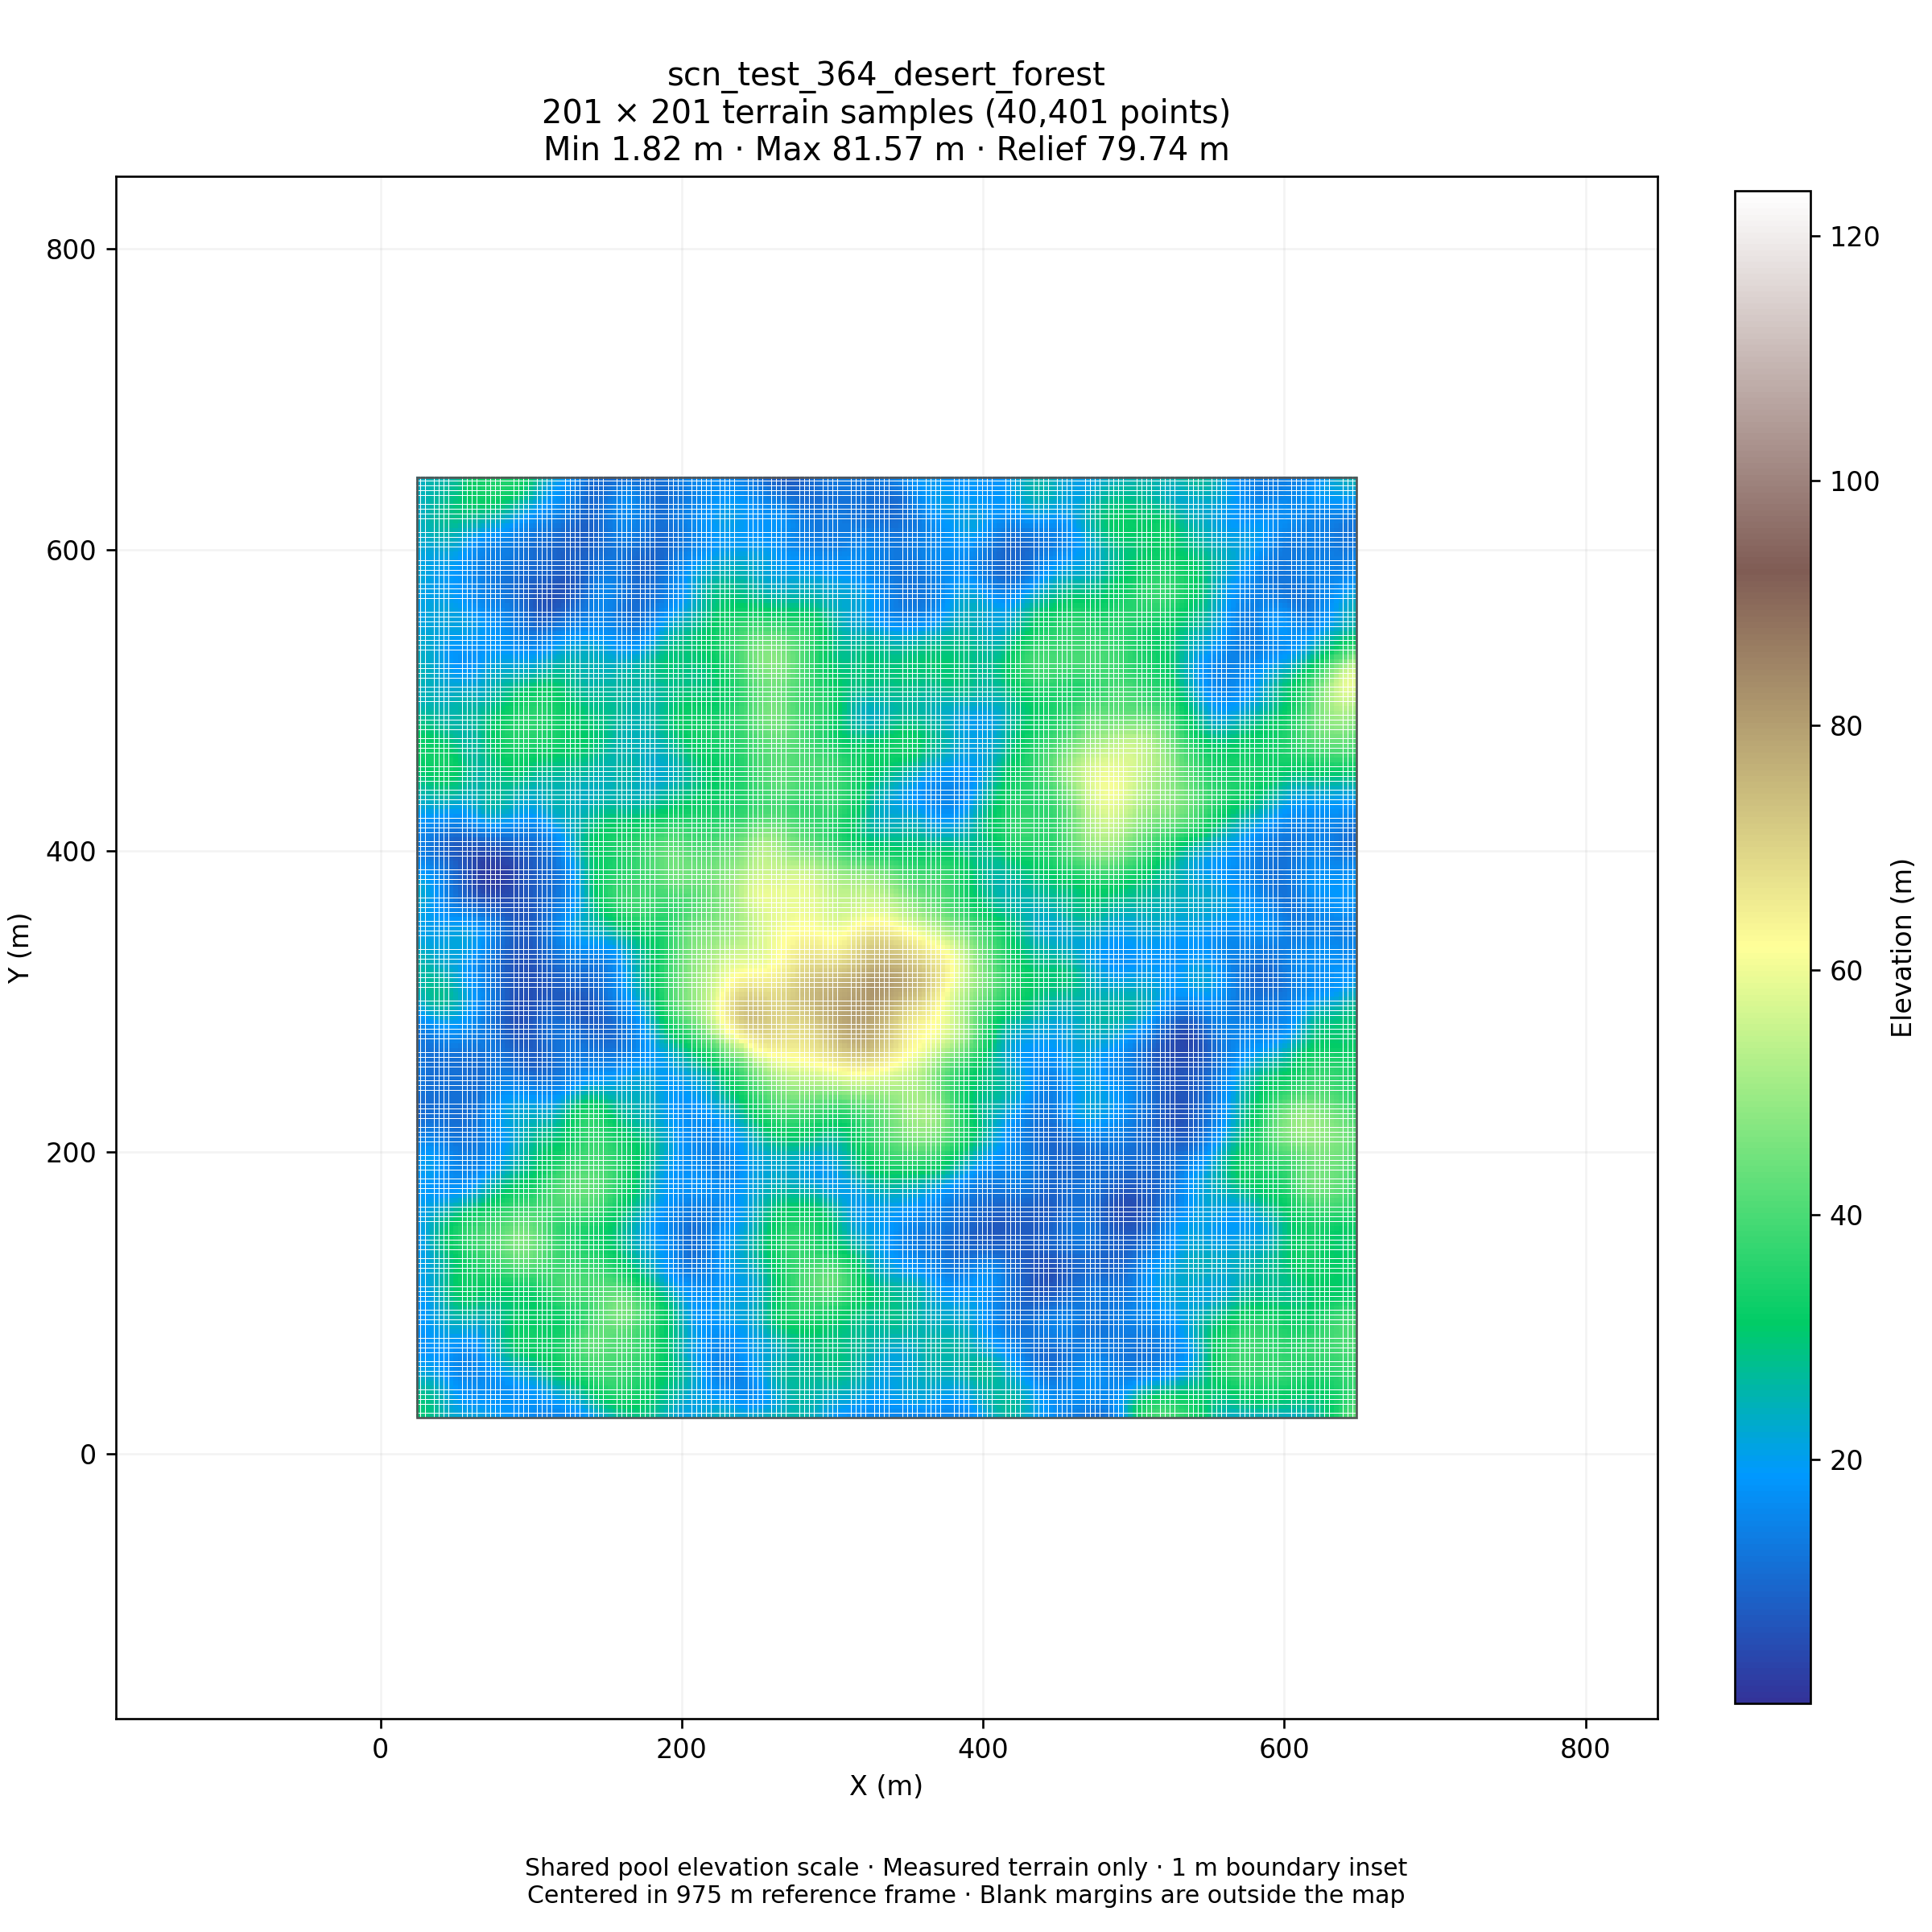 scn_test_364_desert_forest
201 × 201 terrain samples (40,401 points)
Min 1.82 m · Max 81.57 m · Relief 79.74 m
800
600
400
200
0
Y (m)
0
200
400
600
800
X (m)
120
100
80
60
40
20
Elevation (m)
Shared pool elevation scale · Measured terrain only · 1 m boundary inset
Centered in 975 m reference frame · Blank margins are outside the map